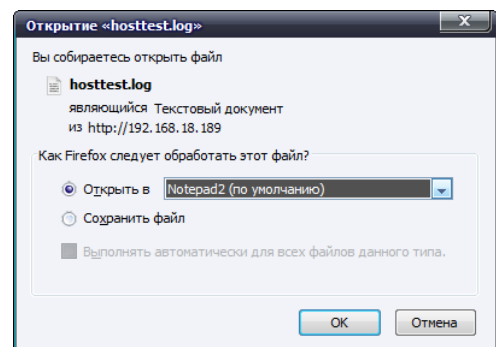 Открытие «hosttest.log»
Вы собираетесь открыть файл
hosttest.log
являющийся Текстовый документ
из http://192.168.18.189
Как Firefox следует обработать этот файл?
Открыть в Notepad2 (по умолчанию)
Сохранить файл
Выполнять автоматически для всех файлов данного типа.
OK Отмена